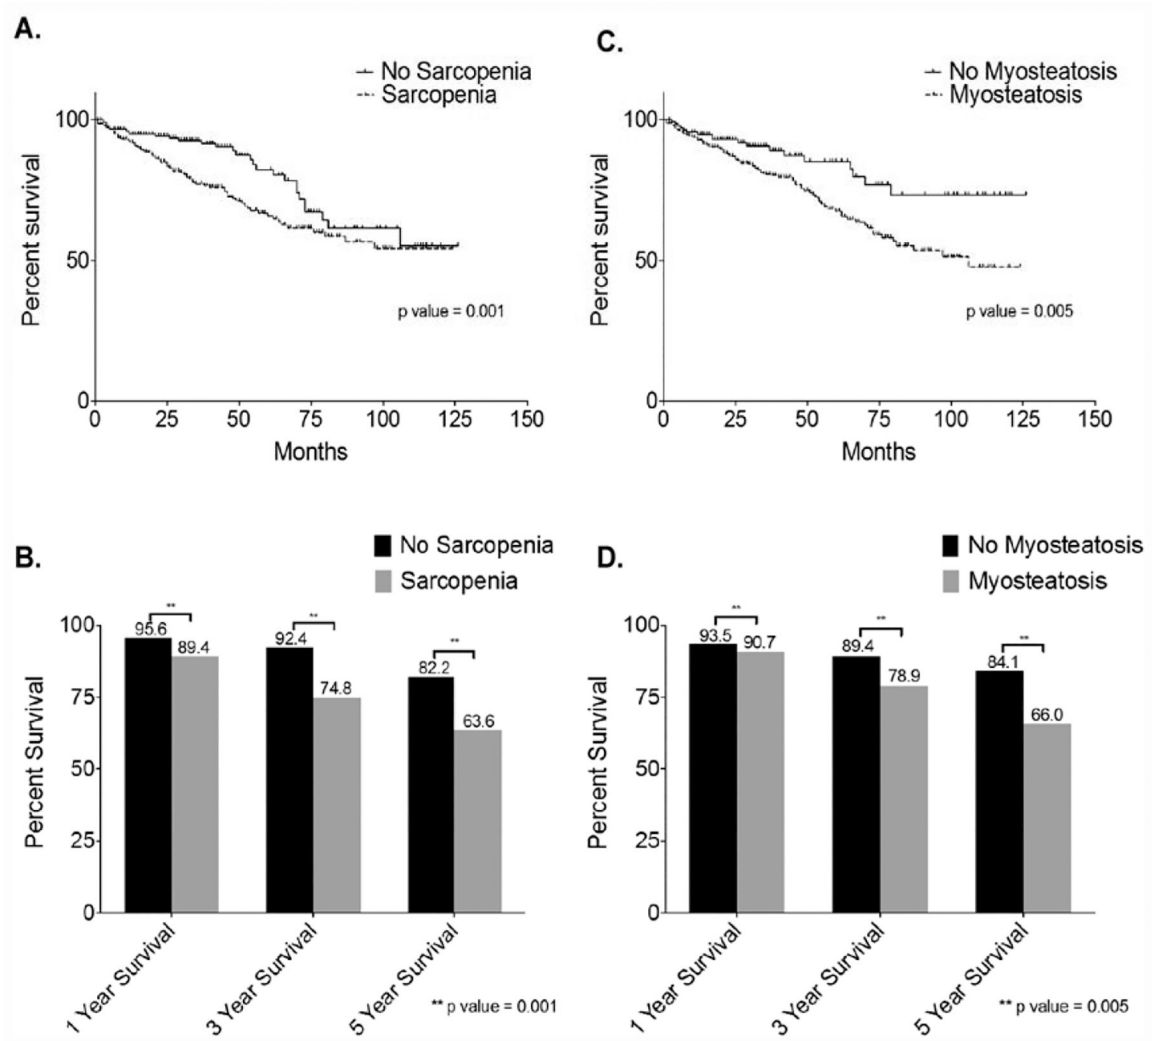 A.
No Sarcopenia
Sarcopenia
100
50
0
Percent survival
p value = 0.001
0 25 50 75 100 125 150
Months
C.
No Myosteatosis
Myosteatosis
100
50
0
Percent survival
p value = 0.005
0 25 50 75 100 125 150
Months
B.
No Sarcopenia
Sarcopenia
100
75
50
25
0
Percent Survival
**
95.6
89.4
**
92.4
74.8
**
82.2
63.6
1 Year Survival
3 Year Survival
5 Year Survival
** p value = 0.001
D.
No Myosteatosis
Myosteatosis
100
75
50
25
0
Percent Survival
**
93.5
90.7
**
89.4
78.9
**
84.1
66.0
1 Year Survival
3 Year Survival
5 Year Survival
** p value = 0.005